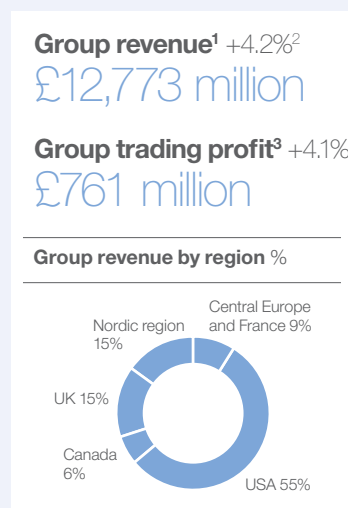 Group revenue¹ +4.2%²
£12,773 million
Group trading profit³ +4.1%
£761 million
Group revenue by region %
Central Europe
and France 9%
Nordic region
15%
UK 15%
Canada
6%
USA 55%